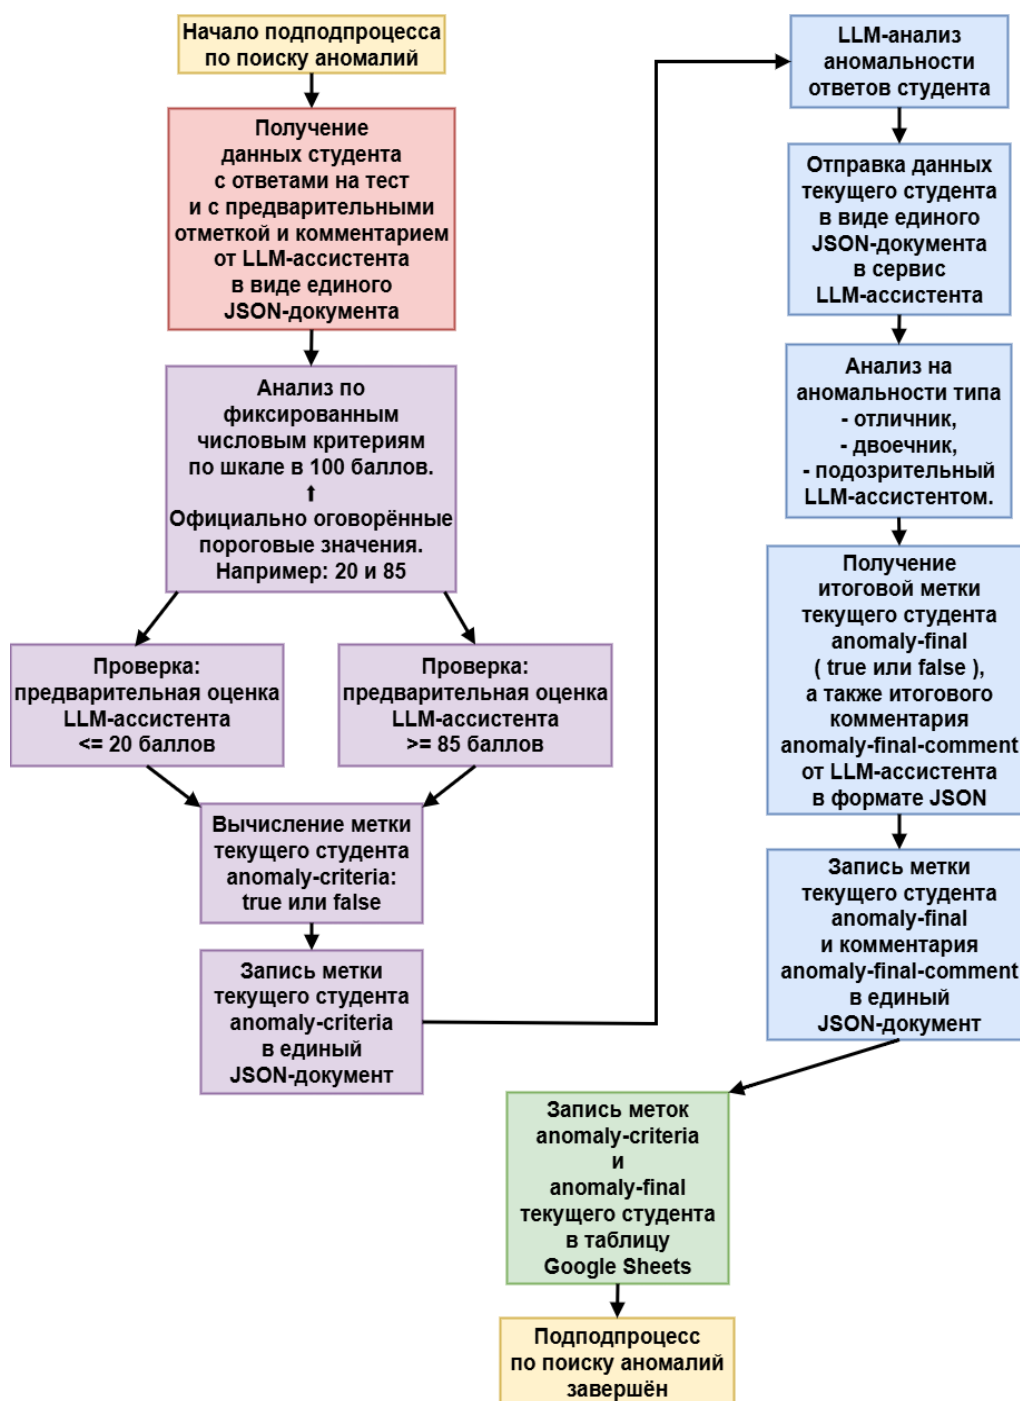 Начало подподпроцесса
по поиску аномалий
Получение
данных студента
с ответами на тест
и с предварительными
отметкой и комментарием
от LLM-ассистента
в виде единого
JSON-документа
Анализ по
фиксированным
числовым критериям
по шкале в 100 баллов.
⬆
Официально оговорённые
пороговые значения.
Например: 20 и 85
Проверка:
предварительная оценка
LLM-ассистента
<= 20 баллов
Проверка:
предварительная оценка
LLM-ассистента
>= 85 баллов
Вычисление метки
текущего студента
anomaly-criteria:
true или false
Запись метки
текущего студента
anomaly-criteria
в единый
JSON-документ
LLM-анализ
аномальности
ответов студента
Отправка данных
текущего студента
в виде единого
JSON-документа
в сервис
LLM-ассистента
Анализ на
аномальности типа
- отличник,
- двоечник,
- подозрительный
LLM-ассистентом.
Получение
итоговой метки
текущего студента
anomaly-final
( true или false ),
а также итогового
комментария
anomaly-final-comment
от LLM-ассистента
в формате JSON
Запись метки
текущего студента
anomaly-final
и комментария
anomaly-final-comment
в единый
JSON-документ
Запись меток
anomaly-criteria
и
anomaly-final
текущего студента
в таблицу
Google Sheets
Подподпроцесс
по поиску аномалий
завершён